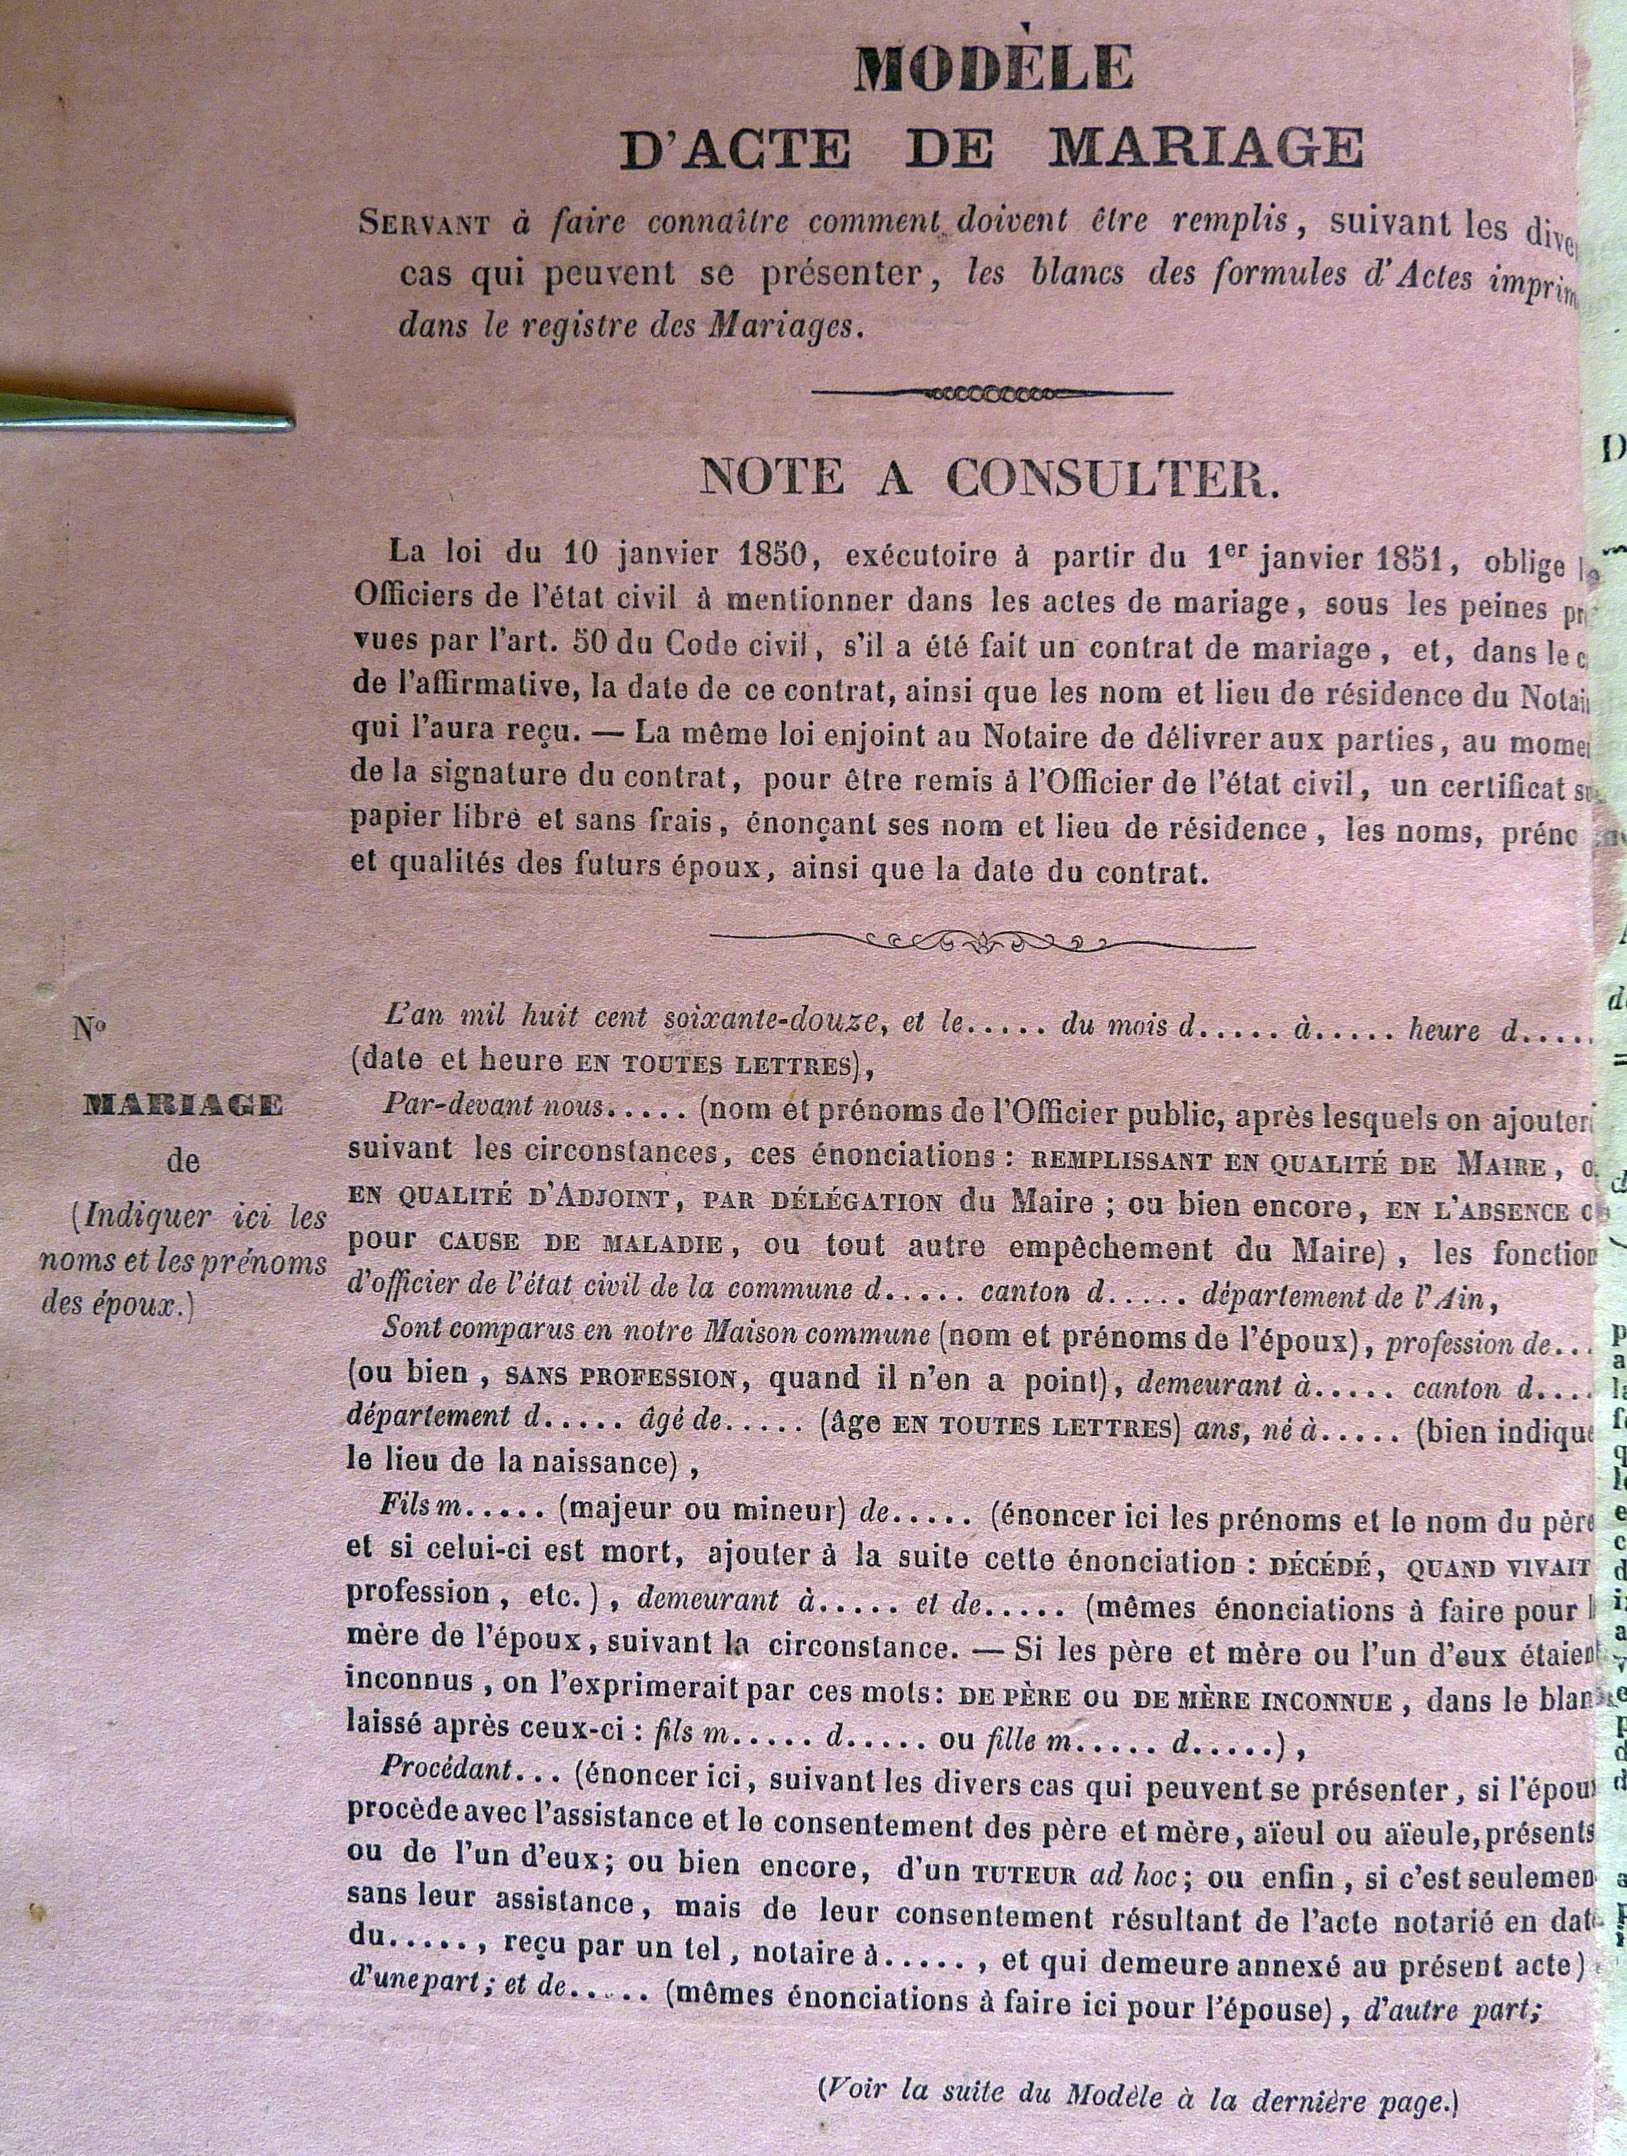 MODÈLE
D'ACTE DE MARIAGE
SERVANT à faire connaître comment doivent être remplis, suivant les
cas qui peuvent se présenter, les blancs des formules d'Actes
dans le registre des Mariages.
NOTE A CONSULTER.
La loi du 10 janvier 1850, exécutoire à partir du 1er janvier 1851, oblige
Officiers de l'état civil à mentionner dans les actes de mariage, sous les peines
vues par l'art. 50 du Code civil, s'il a été fait un contrat de mariage, et, dans le
de l'affirmative, la date de ce contrat, ainsi que les nom et lieu de résidence du
qui l'aura reçu. — La même loi enjoint au Notaire de délivrer aux parties, au
de la signature du contrat, pour être remis à l'Officier de l'état civil, un certificat
papier libre et sans frais, énonçant ses nom et lieu de résidence, les noms,
et qualités des futurs époux, ainsi que la date du contrat.
No
MARIAGE
de
(Indiquer ici les
noms et les prénoms
des époux.)
L'an mil huit cent soixante-douze, et le..... du mois d..... à..... heure d.....
(date et heure EN TOUTES LETTRES),
Par-devant nous..... (nom et prénoms de l'Officier public, après lesquels on
suivant les circonstances, ces énonciations : REMPLISSANT EN QUALITÉ DE MAIRE,
EN QUALITÉ D'ADJOINT, PAR DÉLÉGATION du Maire ; ou bien encore, EN L'ABSENCE
pour CAUSE DE MALADIE, ou tout autre empêchement du Maire), les
d'officier de l'état civil de la commune d..... canton d..... département de l'Ain,
Sont comparus en notre Maison commune (nom et prénoms de l'époux), profession de...
(ou bien, SANS PROFESSION, quand il n'en a point), demeurant à..... canton d....
département d..... âgé de..... (âge EN TOUTES LETTRES) ans, né à..... (bien
le lieu de la naissance),
Fils m..... (majeur ou mineur) de..... (énoncer ici les prénoms et le nom du père
et si celui-ci est mort, ajouter à la suite cette énonciation : DÉCÉDÉ, QUAND VIVAIT
profession, etc.), demeurant à..... et de..... (mêmes énonciations à faire pour
mère de l'époux, suivant la circonstance. — Si les père et mère ou l'un d'eux étaient
inconnus, on l'exprimerait par ces mots : DE PÈRE ou DE MÈRE INCONNUE, dans le
laissé après ceux-ci : fils m..... d..... ou fille m..... d.....),
Procédant... (énoncer ici, suivant les divers cas qui peuvent se présenter, si
procède avec l'assistance et le consentement des père et mère, aïeul ou aïeule, présents
ou de l'un d'eux ; ou bien encore, d'un TUTEUR ad hoc ; ou enfin, si c'est
sans leur assistance, mais de leur consentement résultant de l'acte notarié en
du....., reçu par un tel, notaire à....., et qui demeure annexé au présent acte)
d'une part ; et de..... (mêmes énonciations à faire ici pour l'épouse), d'autre part ;
(Voir la suite du Modèle à la dernière page.)